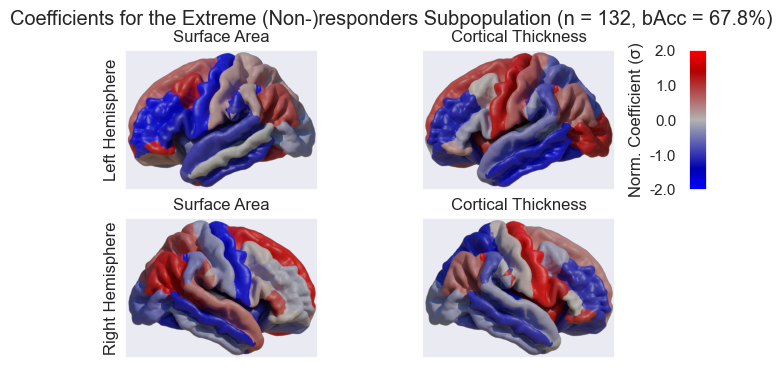 Coefficients for the Extreme (Non-)responders Subpopulation (n = 132, bAcc = 67.8%)
Surface Area
Cortical Thickness
Left Hemisphere
Norm. Coefficient (σ)
2.0
1.0
0.0
-1.0
-2.0
Surface Area
Cortical Thickness
Right Hemisphere